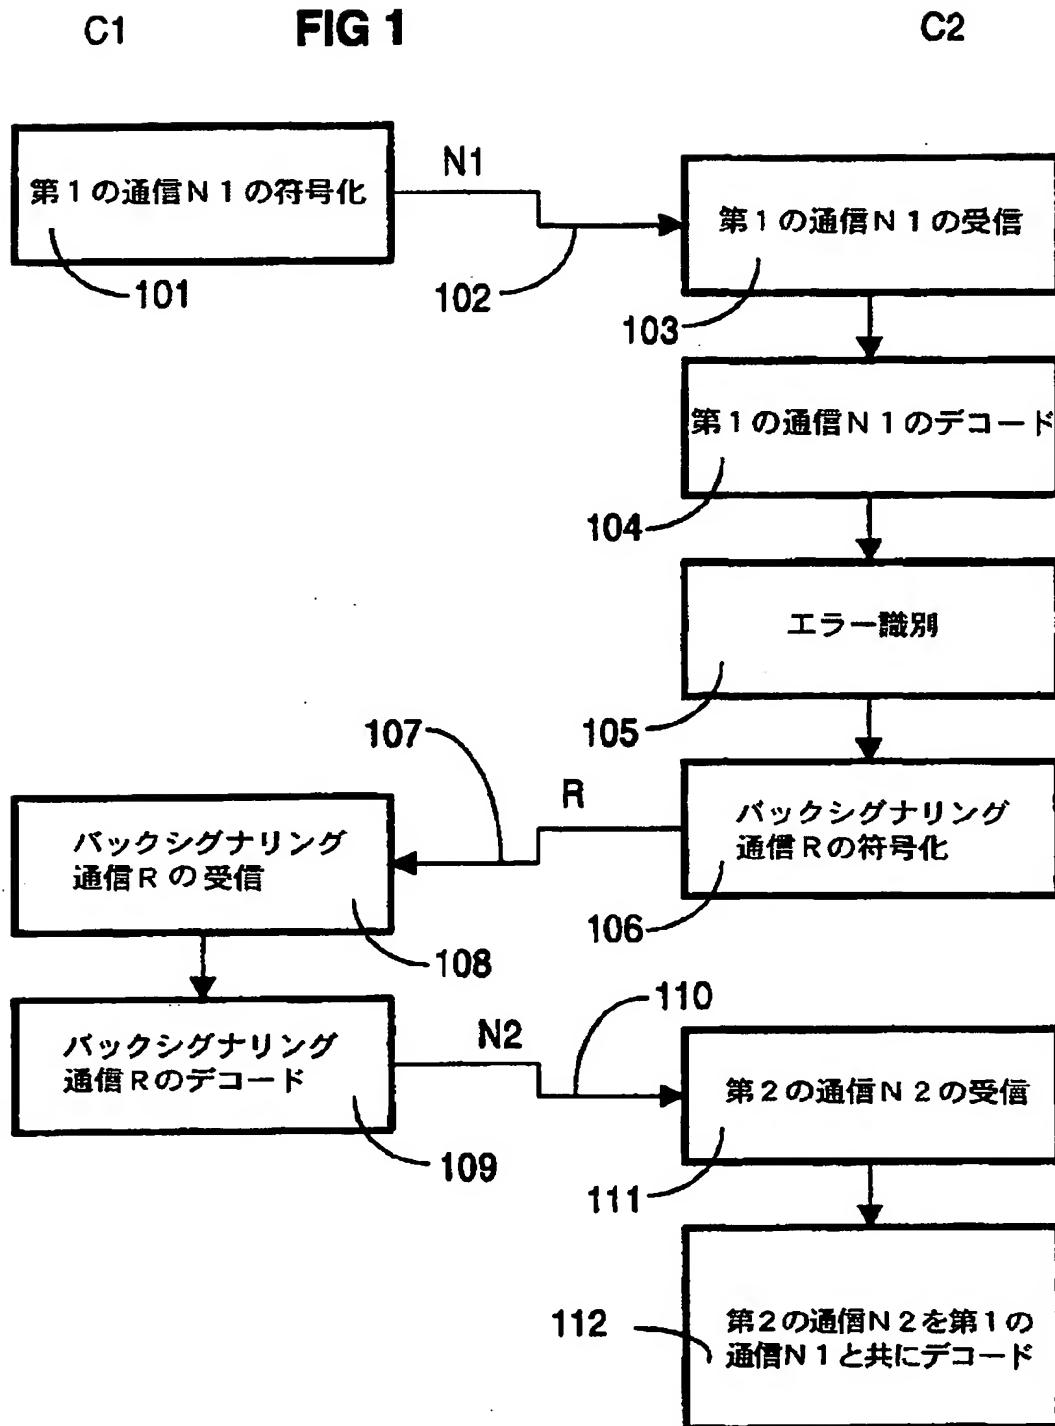 C1 FIG 1 C2
第1の通信N1の符号化
N1
第1の通信N1の受信
101
102
103
第1の通信N1のデコード
104
エラー識別
105
107
R
バックシグナリング
通信Rの符号化
バックシグナリング
通信Rの受信
106
108
110
N2
バックシグナリング
通信Rのデコード
第2の通信N2の受信
109
111
112
第2の通信N2を第1の
通信N1と共にデコード